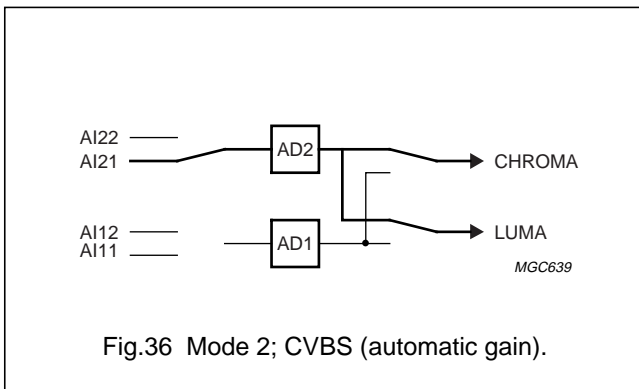 AI22
AI21
AD2
CHROMA
AI12
AI11
AD1
LUMA
MGC639
Fig.36 Mode 2; CVBS (automatic gain).